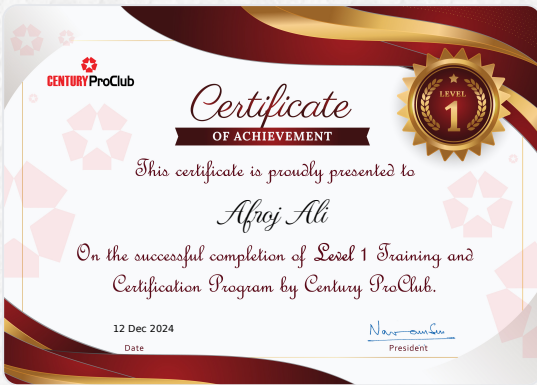 CENTURY ProClub
Certificate
OF ACHIEVEMENT
LEVEL
1
This certificate is proudly presented to
Afroj Ali
On the successful completion of Level 1 Training and
Certification Program by Century ProClub.
12 Dec 2024
Date
President